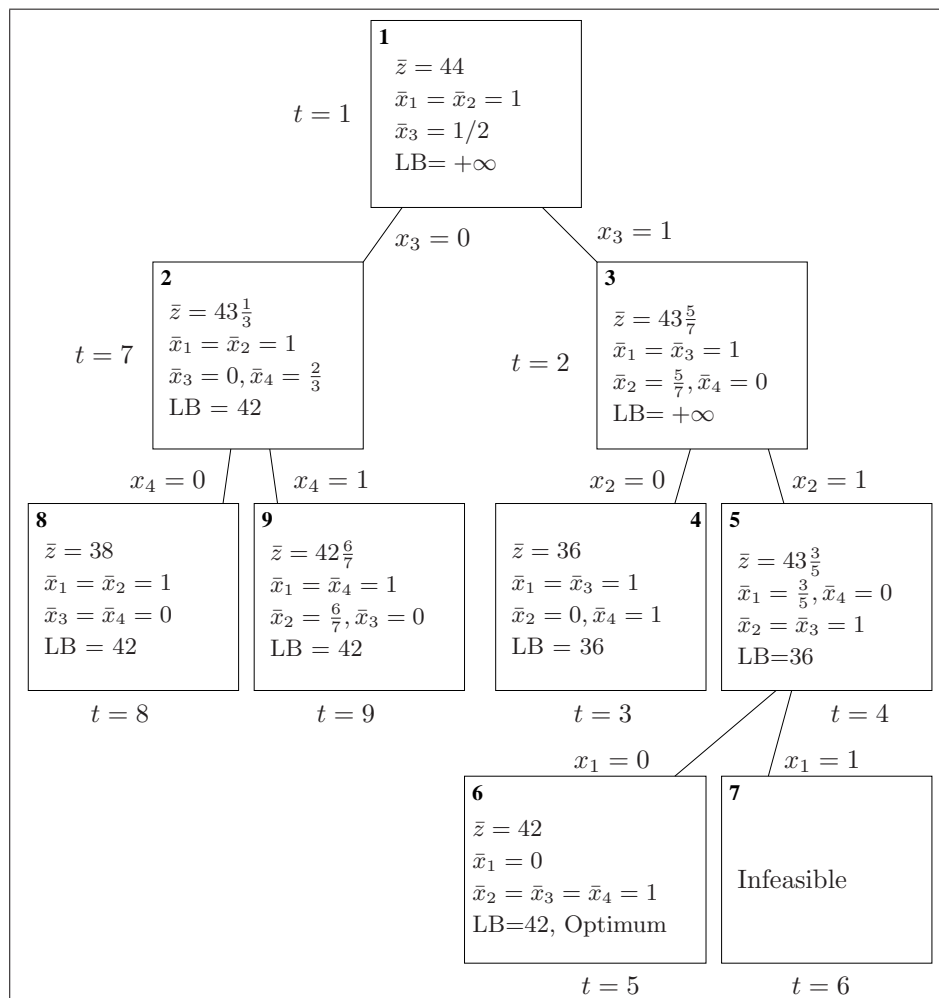 1
z̄ = 44
x̄₁ = x̄₂ = 1
x̄₃ = 1/2
LB= +∞
t = 1
x₃ = 0
x₃ = 1
2
z̄ = 43 1/3
x̄₁ = x̄₂ = 1
x̄₃ = 0, x̄₄ = 2/3
LB = 42
t = 7
3
z̄ = 43 5/7
x̄₁ = x̄₃ = 1
x̄₂ = 5/7, x̄₄ = 0
LB= +∞
t = 2
x₄ = 0
x₄ = 1
x₂ = 0
x₂ = 1
8
z̄ = 38
x̄₁ = x̄₂ = 1
x̄₃ = x̄₄ = 0
LB = 42
t = 8
9
z̄ = 42 6/7
x̄₁ = x̄₄ = 1
x̄₂ = 6/7, x̄₃ = 0
LB = 42
t = 9
4
z̄ = 36
x̄₁ = x̄₃ = 1
x̄₂ = 0, x̄₄ = 1
LB = 36
t = 3
5
z̄ = 43 3/5
x̄₁ = 3/5, x̄₄ = 0
x̄₂ = x̄₃ = 1
LB=36
t = 4
x₁ = 0
x₁ = 1
6
z̄ = 42
x̄₁ = 0
x̄₂ = x̄₃ = x̄₄ = 1
LB=42, Optimum
t = 5
7
Infeasible
t = 6